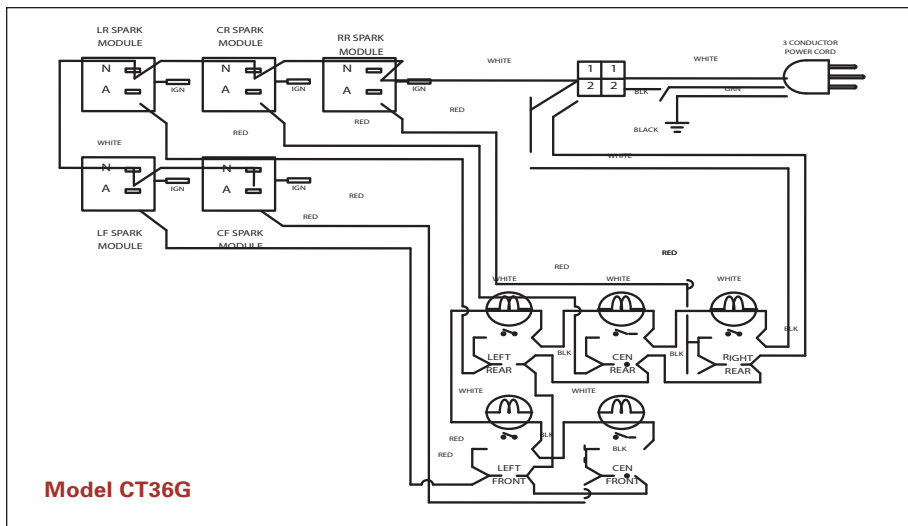 LR SPARK
MODULE
CR SPARK
MODULE
RR SPARK
MODULE
3 CONDUCTOR
POWER CORD
WHITE
WHITE
N
N
N
1 1
A
A
A
IGN
IGN
IGN
2 2
BLK
GRN
RED
RED
RED
RED
RED
BLACK
WHITE
WHITE
N
N
A
A
IGN
IGN
RED
RED
RED
LF SPARK
MODULE
CF SPARK
MODULE
RED
RED
WHITE
WHITE
WHITE
BLK
BLK
BLK
LEFT
REAR
CEN
REAR
RIGHT
REAR
WHITE
WHITE
RED
BLK
RED
BLK
LEFT
FRONT
CEN
FRONT
Model CT36G